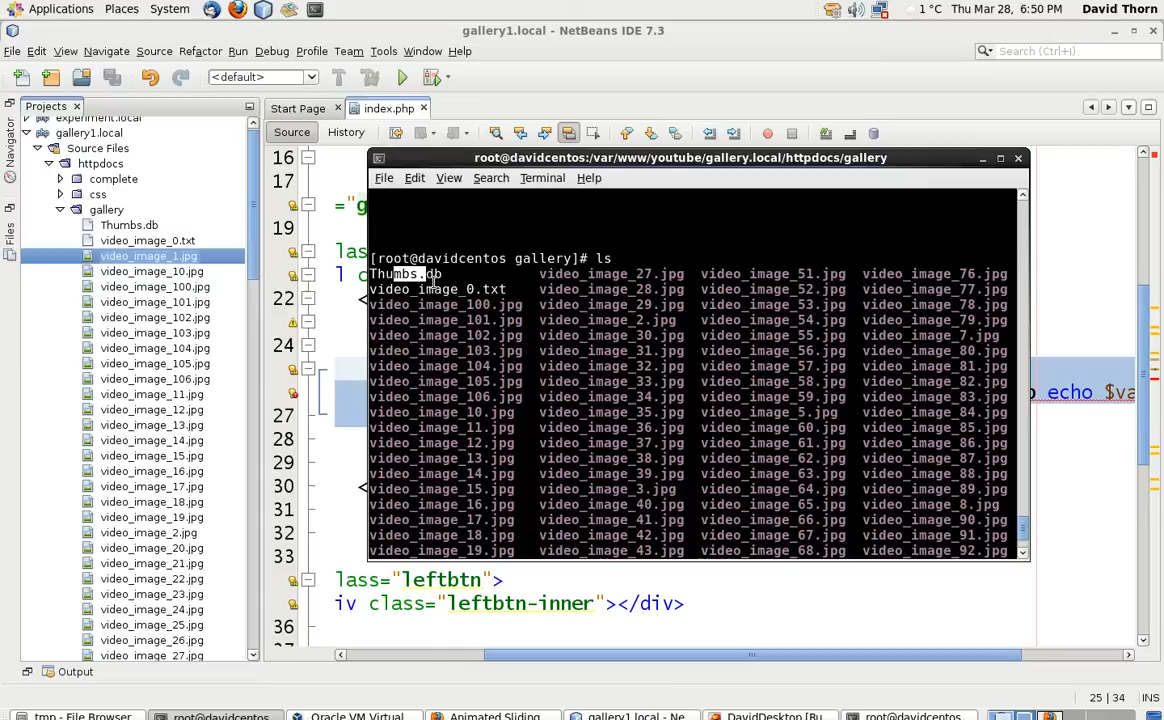 Applications Places System 1 °C Thu Mar 28, 6:50 PM David Thorn
gallery1.local - NetBeans IDE 7.3
File Edit View Navigate Source Refactor Run Debug Profile Team Tools Window Help Search (Ctrl+I)
<default>
Projects Start Page index.php
Navigator
Files
experiment.local
gallery1.local
Source Files
httpdocs
complete
css
gallery
Thumbs.db
video_image_0.txt
video_image_1.jpg
video_image_10.jpg
video_image_100.jpg
video_image_101.jpg
video_image_102.jpg
video_image_103.jpg
video_image_104.jpg
video_image_105.jpg
video_image_106.jpg
video_image_11.jpg
video_image_12.jpg
video_image_13.jpg
video_image_14.jpg
video_image_15.jpg
video_image_16.jpg
video_image_17.jpg
video_image_18.jpg
video_image_19.jpg
video_image_2.jpg
video_image_20.jpg
video_image_21.jpg
video_image_22.jpg
video_image_23.jpg
video_image_24.jpg
video_image_25.jpg
video_image_26.jpg
video_image_27.jpg
Source History
16
17
="g
19
las
l c
22 <
24
echo $va
27
28
29
30 <
31
32
33
lass="leftbtn">
iv class="leftbtn-inner"></div>
36
root@davidcentos:/var/www/youtube/gallery.local/httpdocs/gallery
File Edit View Search Terminal Help
[root@davidcentos gallery]# ls
Thumbs.db video_image_27.jpg video_image_51.jpg video_image_76.jpg
video_image_0.txt video_image_28.jpg video_image_52.jpg video_image_77.jpg
video_image_100.jpg video_image_29.jpg video_image_53.jpg video_image_78.jpg
video_image_101.jpg video_image_2.jpg video_image_54.jpg video_image_79.jpg
video_image_102.jpg video_image_30.jpg video_image_55.jpg video_image_7.jpg
video_image_103.jpg video_image_31.jpg video_image_56.jpg video_image_80.jpg
video_image_104.jpg video_image_32.jpg video_image_57.jpg video_image_81.jpg
video_image_105.jpg video_image_33.jpg video_image_58.jpg video_image_82.jpg
video_image_106.jpg video_image_34.jpg video_image_59.jpg video_image_83.jpg
video_image_10.jpg video_image_35.jpg video_image_5.jpg video_image_84.jpg
video_image_11.jpg video_image_36.jpg video_image_60.jpg video_image_85.jpg
video_image_12.jpg video_image_37.jpg video_image_61.jpg video_image_86.jpg
video_image_13.jpg video_image_38.jpg video_image_62.jpg video_image_87.jpg
video_image_14.jpg video_image_39.jpg video_image_63.jpg video_image_88.jpg
video_image_15.jpg video_image_3.jpg video_image_64.jpg video_image_89.jpg
video_image_16.jpg video_image_40.jpg video_image_65.jpg video_image_8.jpg
video_image_17.jpg video_image_41.jpg video_image_66.jpg video_image_90.jpg
video_image_18.jpg video_image_42.jpg video_image_67.jpg video_image_91.jpg
video_image_19.jpg video_image_43.jpg video_image_68.jpg video_image_92.jpg
Output
25 | 34 INS
tmp - File Browser root@davidcentos Oracle VM Virtual Animated Sliding gallery1.local - Ne... DavidDesktop [Ru... root@davidcentos